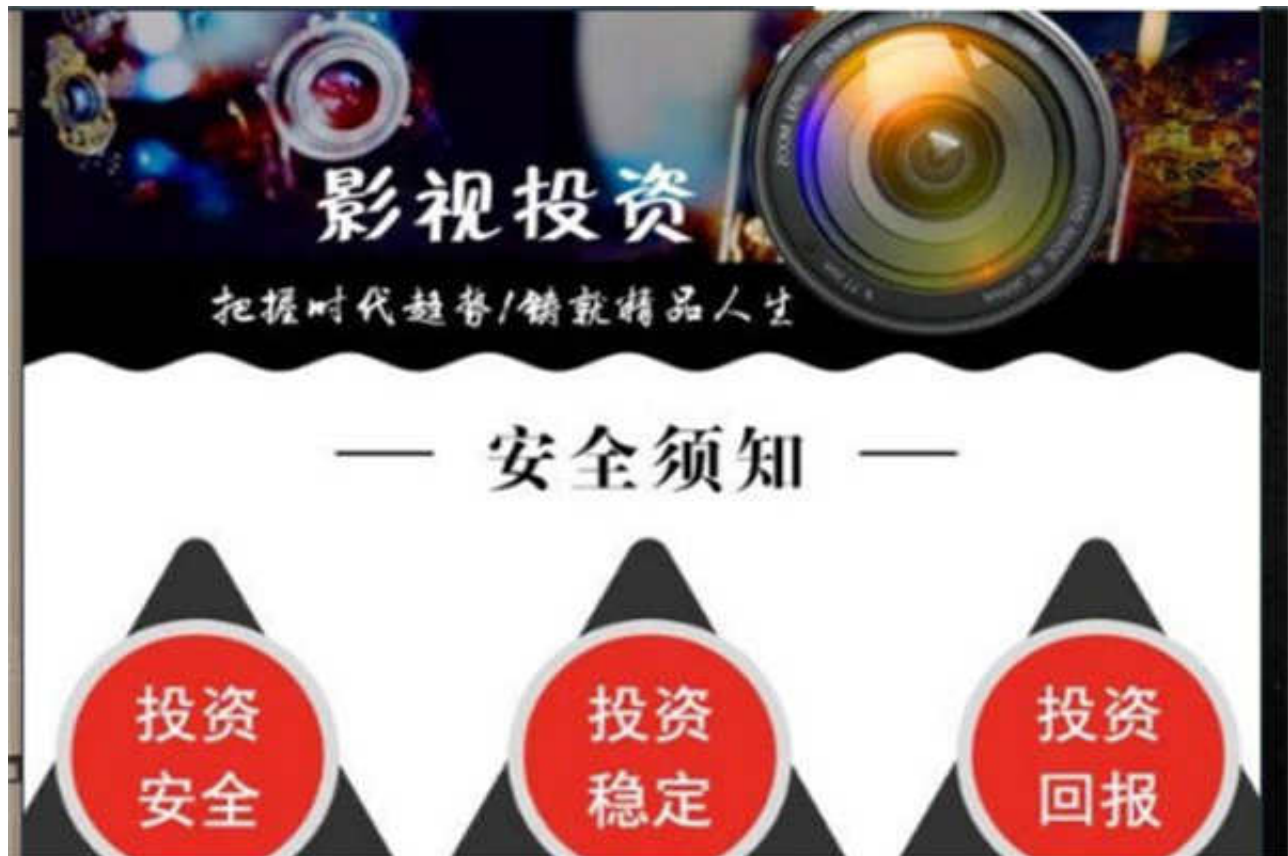 影视投资
把握时代趋势/铸就精品人生
安全须知
投资
安全
投资
稳定
投资
回报